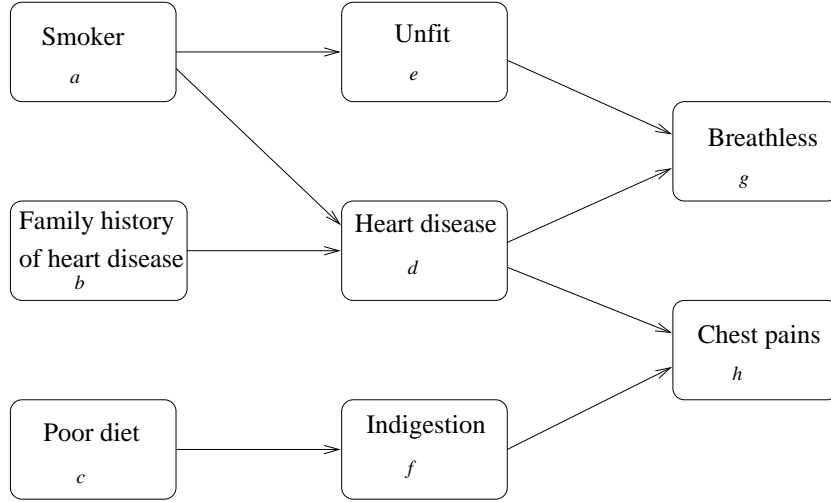 Smoker
a
Unfit
e
Breathless
g
Family history
of heart disease
b
Heart disease
d
Chest pains
h
Poor diet
c
Indigestion
f